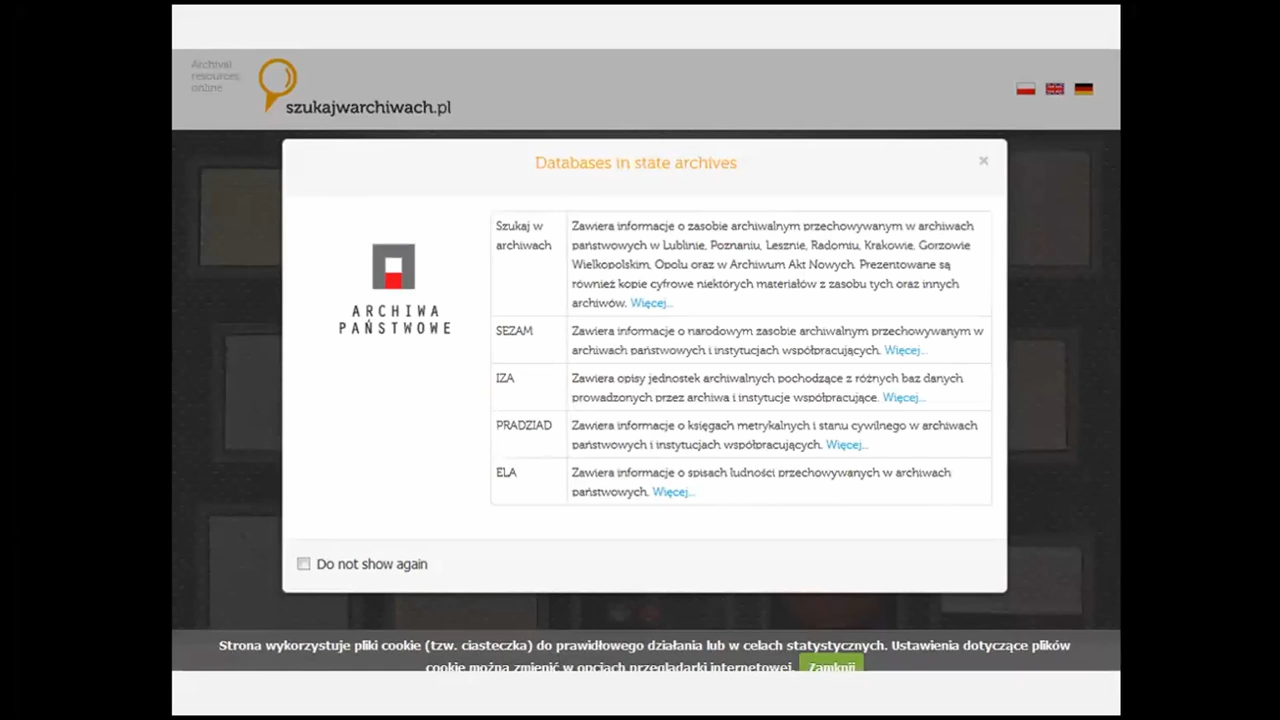 Archival
resources
online
szukajwarchiwach.pl
Databases in state archives
×
ARCHIWA
PAŃSTWOWE
Szukaj w
archiwach
Zawiera informacje o zasobie archiwalnym przechowywanym w archiwach
państwowych w Lublinie, Poznaniu, Lesznie, Radomiu, Krakowie, Gorzowie
Wielkopolskim, Opolu oraz w Archiwum Akt Nowych. Prezentowane są
również kopie cyfrowe niektórych materiałów z zasobu tych oraz innych
archiwów. Więcej...
SEZAM
Zawiera informacje o narodowym zasobie archiwalnym przechowywanym w
archiwach państwowych i instytucjach współpracujących. Więcej...
IZA
Zawiera opisy jednostek archiwalnych pochodzące z różnych baz danych
prowadzonych przez archiwa i instytucje współpracujące. Więcej...
PRADZIAD
Zawiera informacje o księgach metrykalnych i stanu cywilnego w archiwach
państwowych i instytucjach współpracujących. Więcej...
ELA
Zawiera informacje o spisach ludności przechowywanych w archiwach
państwowych. Więcej...
Do not show again
Strona wykorzystuje pliki cookie (tzw. ciasteczka) do prawidłowego działania lub w celach statystycznych. Ustawienia dotyczące plików
cookie można zmienić w opcjach przeglądarki internetowej. Zamknij